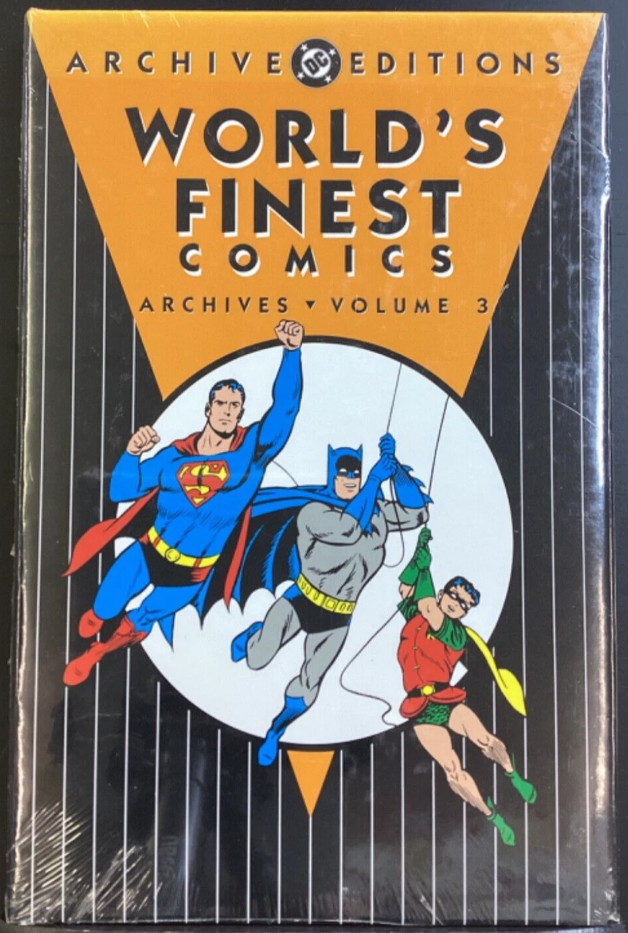 ARCHIVE DC EDITIONS
WORLD'S
FINEST
COMICS
ARCHIVES ▼ VOLUME 3
S